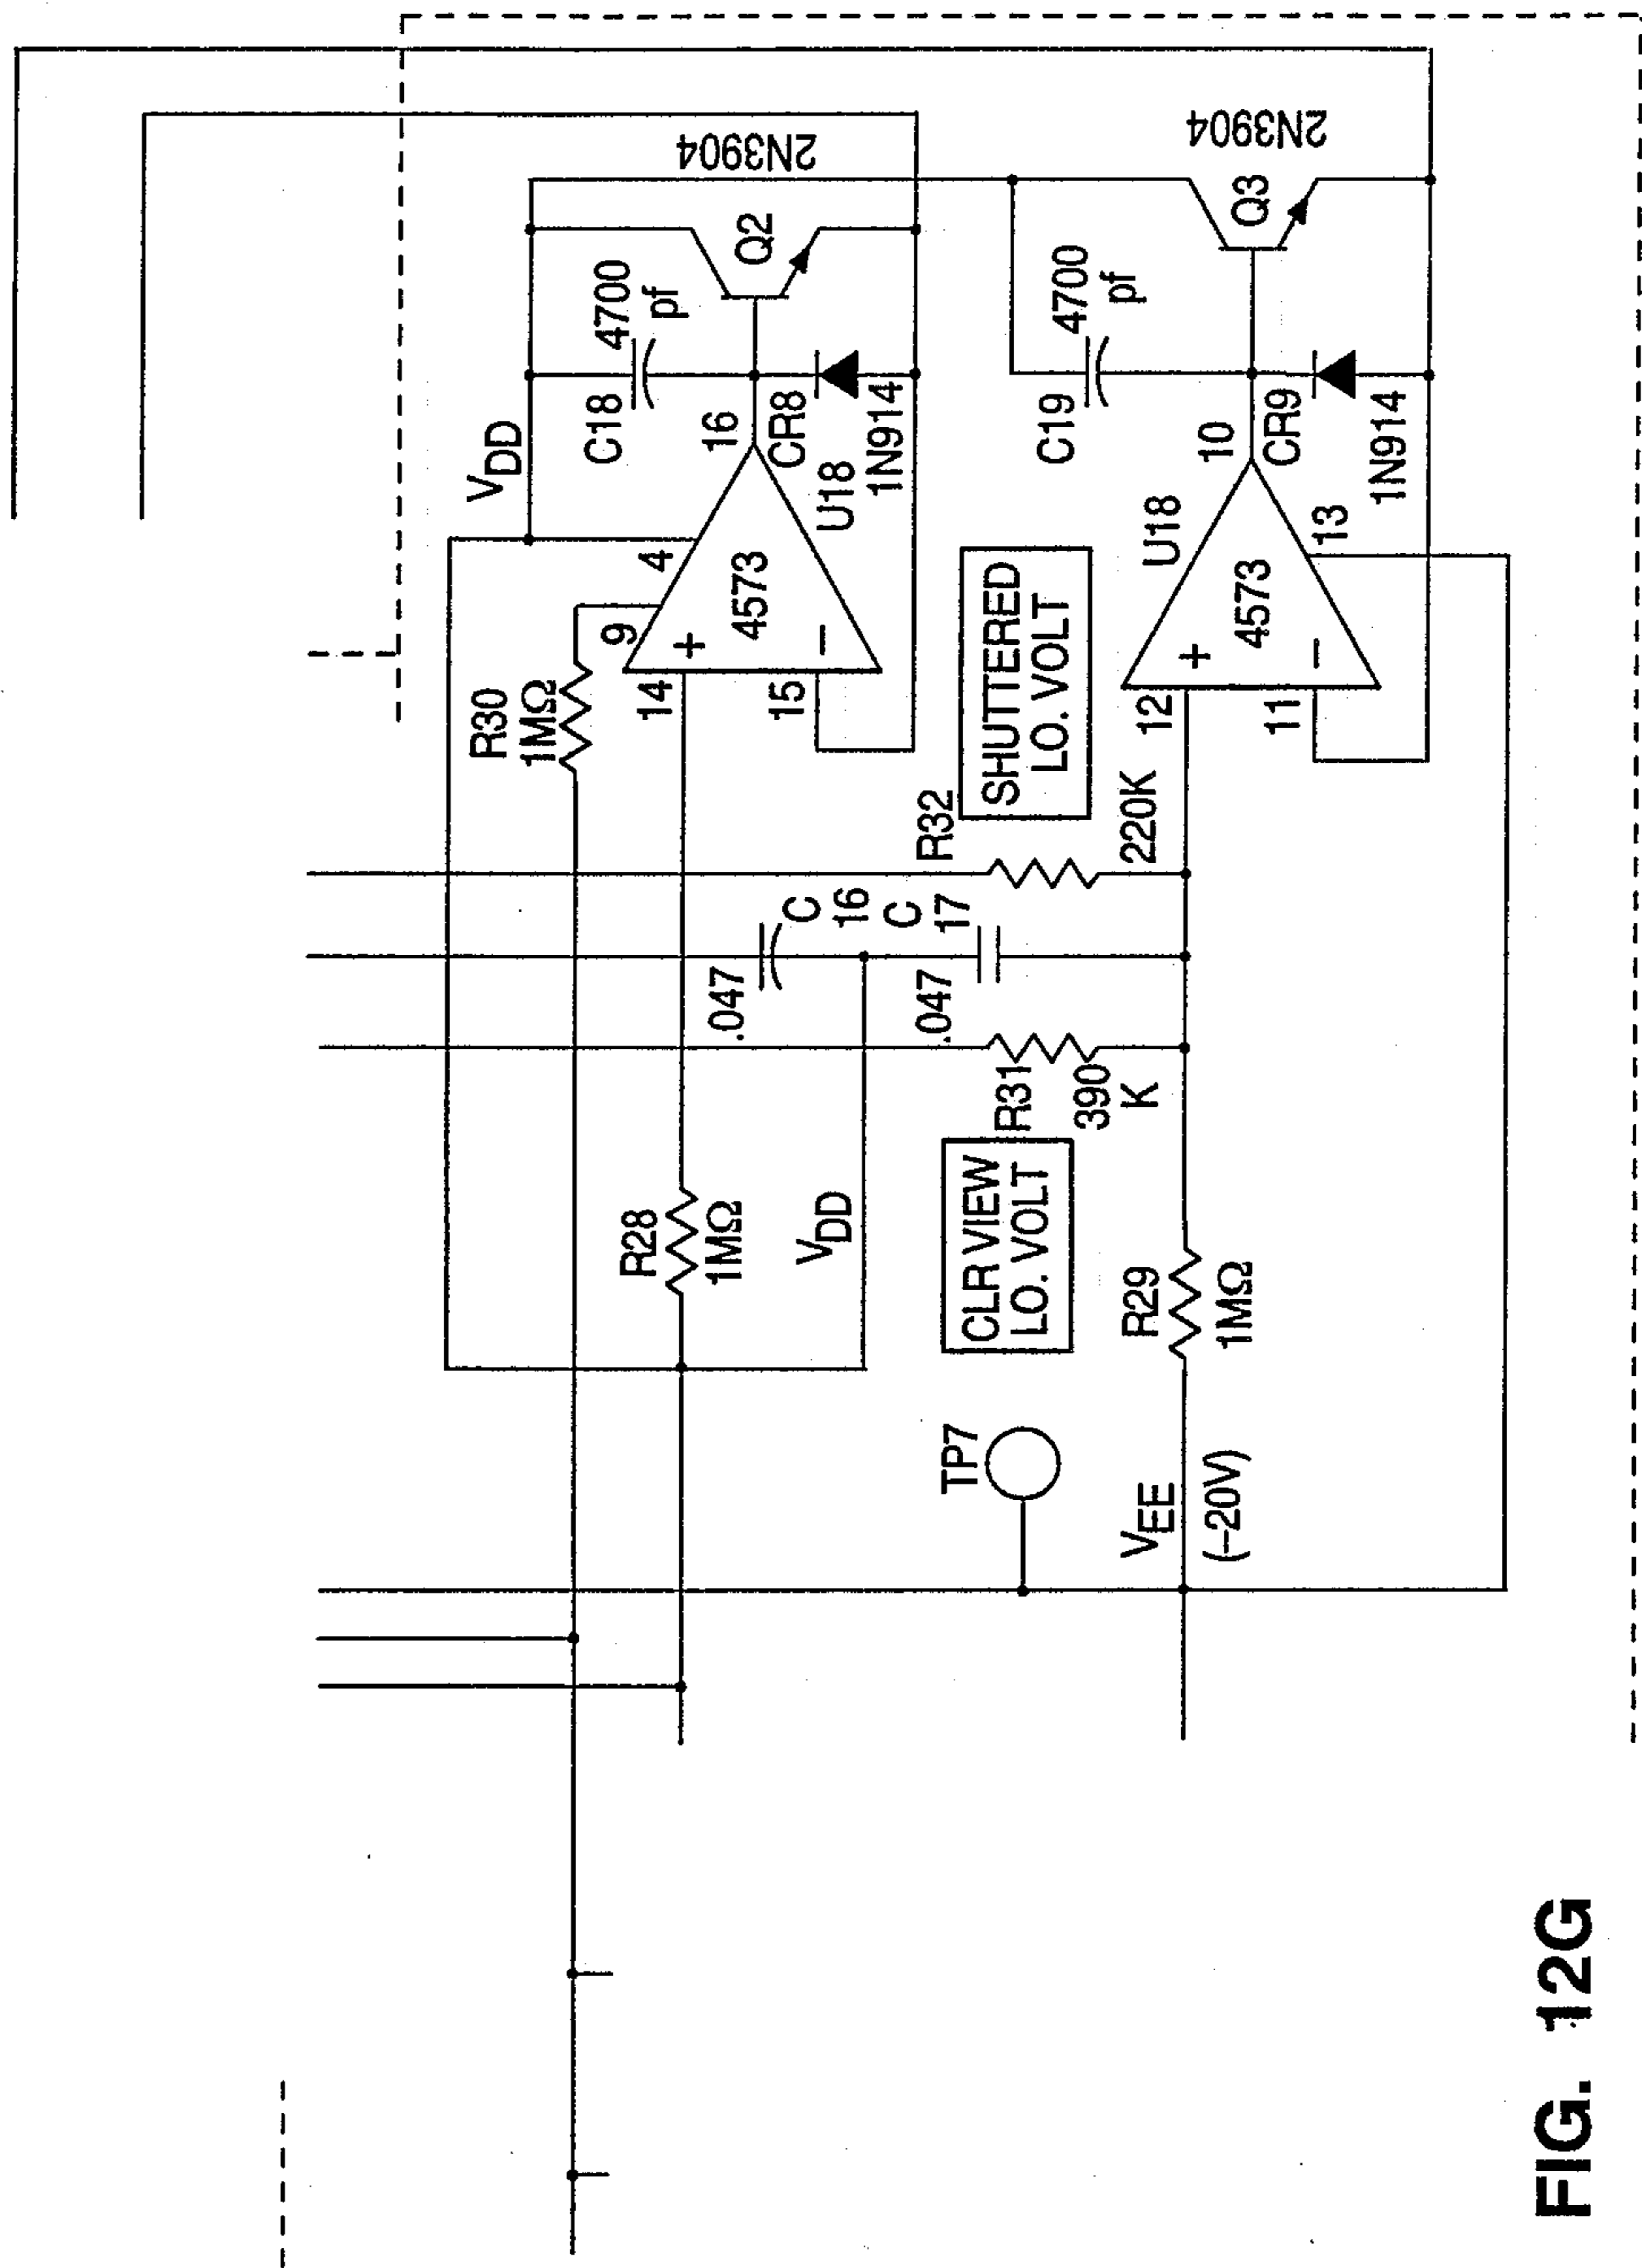 VDD
R30
1MΩ
9
4
14
15
+
−
4573
U18
16
C18
4700
pf
Q2
2N3904
CR8
1N914
R28
1MΩ
VDD
.047
C
16
C
17
.047
R32
220K
R31
390
K
CLR VIEW
LO. VOLT
SHUTTERED
LO. VOLT
TP7
VEE
(−20V)
R29
1MΩ
12
11
+
−
4573
U18
13
10
C19
4700
pf
Q3
2N3904
CR9
1N914
FIG. 12G